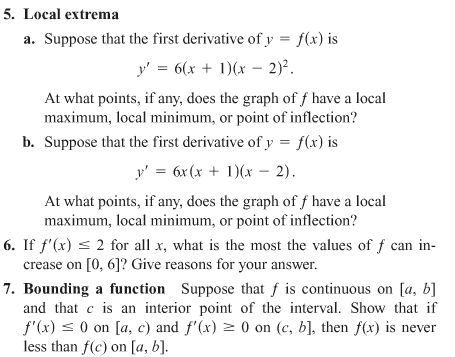 5. Local extrema
a. Suppose that the first derivative of y = f(x) is
y′ = 6(x + 1)(x − 2)².
At what points, if any, does the graph of f have a local
maximum, local minimum, or point of inflection?
b. Suppose that the first derivative of y = f(x) is
y′ = 6x(x + 1)(x − 2).
At what points, if any, does the graph of f have a local
maximum, local minimum, or point of inflection?
6. If f′(x) ≤ 2 for all x, what is the most the values of f can in-
crease on [0, 6]? Give reasons for your answer.
7. Bounding a function Suppose that f is continuous on [a, b]
and that c is an interior point of the interval. Show that if
f′(x) ≤ 0 on [a, c) and f′(x) ≥ 0 on (c, b], then f(x) is never
less than f(c) on [a, b].